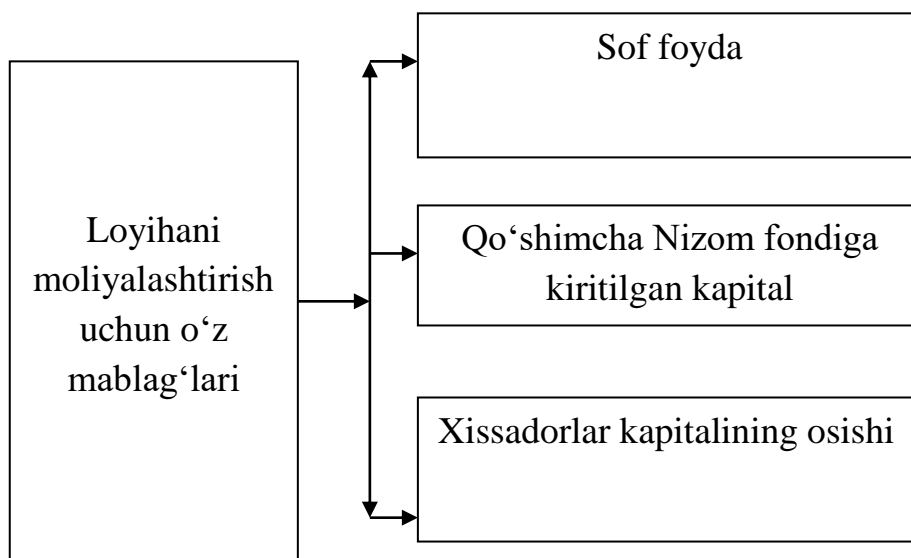 Loyihani
moliyalashtirish
uchun o‘z
mablag‘lari
Sof foyda
Qo‘shimcha Nizom fondiga
kiritilgan kapital
Xissadorlar kapitalining osishi